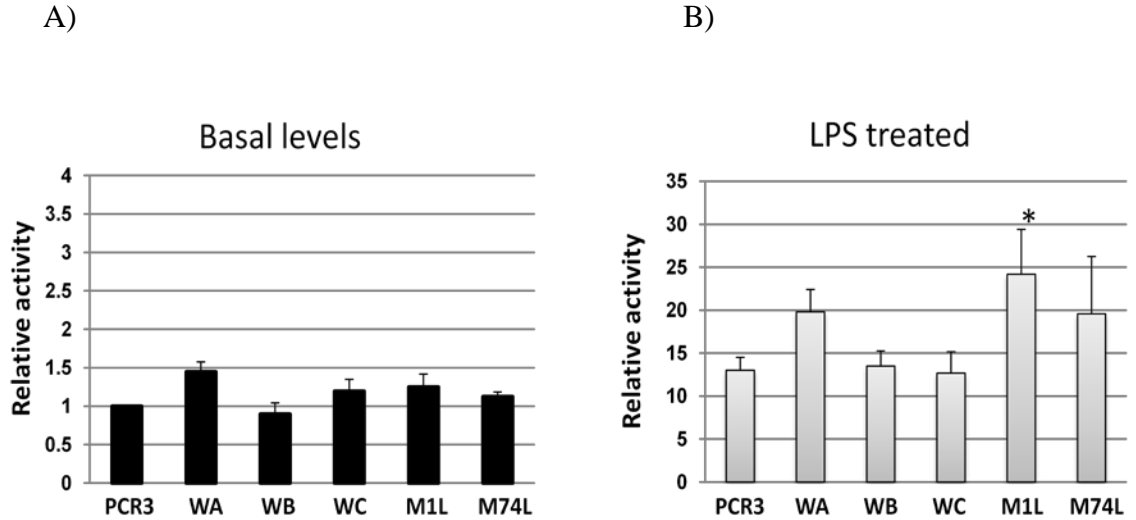 A)
B)
Basal levels
Relative activity
4
3.5
3
2.5
2
1.5
1
0.5
0
PCR3 WA WB WC M1L M74L
LPS treated
Relative activity
35
30
25
20
15
10
5
0
*
PCR3 WA WB WC M1L M74L